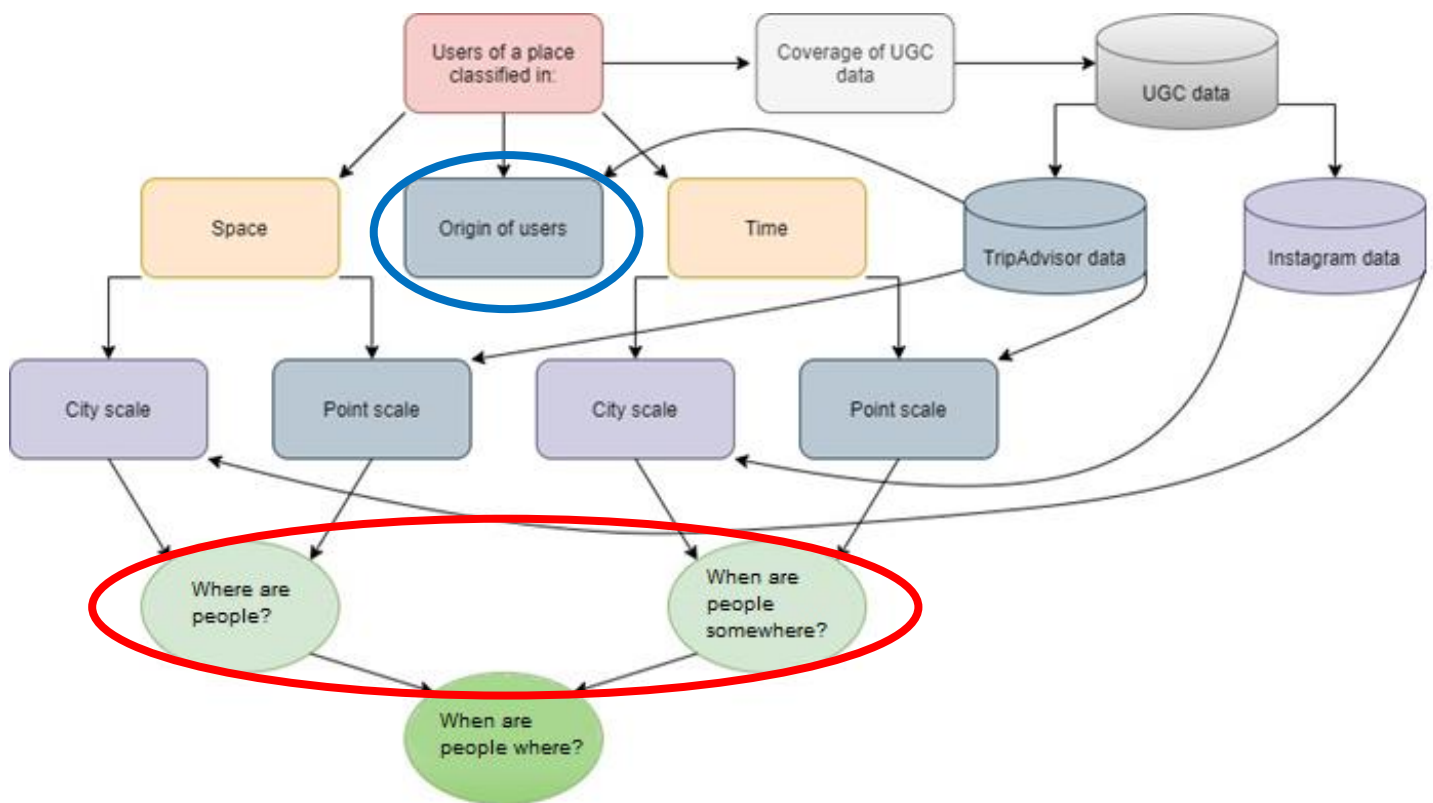 Users of a place
classified in:
Coverage of UGC
data
UGC data
Space
Origin of users
Time
TripAdvisor data
Instagram data
City scale
Point scale
City scale
Point scale
Where are
people?
When are
people
somewhere?
When are
people where?